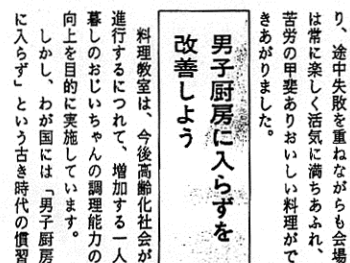 り、途中失敗を重ねながらも会場
は常に楽しく活気に満ちあふれ、
苦労の甲斐ありおいしい料理がで
きあがりました。
男子厨房に入らずを
改善しよう
料理教室は、今後高齢化社会が
進行するにつれて、増加する一人
暮しのおじいちゃんの調理能力の
向上を目的に実施しています。
しかし、わが国には「男子厨房
に入らず」という古き時代の慣習